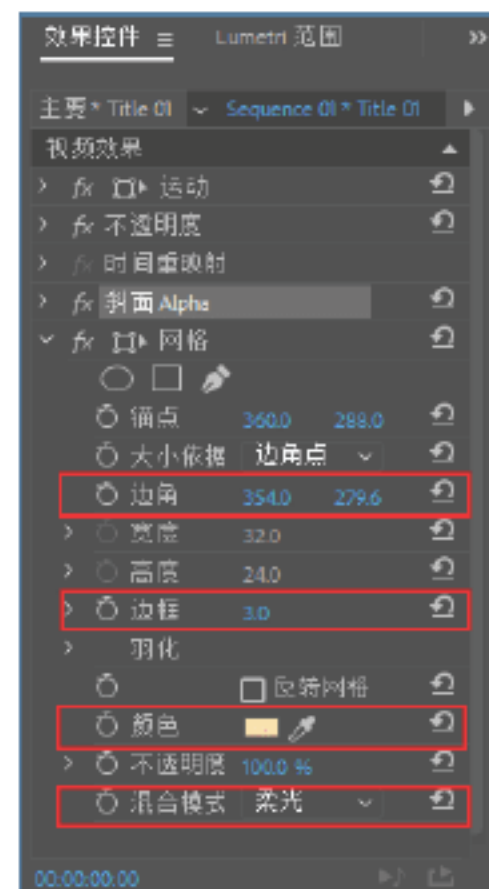 效果控件 ≡ Lumetri 范围 »
主要 * Title 01 Sequence 01 * Title 01
视频效果
fx 运动
fx 不透明度
fx 时间重映射
fx 斜面 Alpha
fx 网格
锚点 360.0 288.0
大小依据 边角点
边角 354.0 279.6
宽度 32.0
高度 24.0
边框 3.0
羽化
反转网格
颜色
不透明度 100.0 %
混合模式 柔光
00:00:00:00